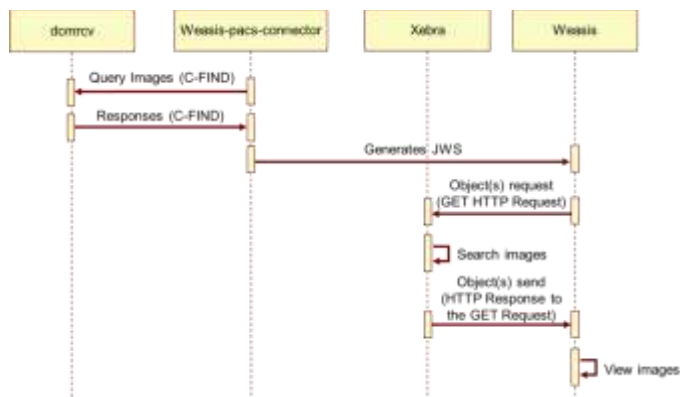 dcmrcv
Weasis-pacs-connector
Xebra
Weasis
Query Images (C-FIND)
Responses (C-FIND)
Generates JWS
Object(s) request
(GET HTTP Request)
Search images
Object(s) send
(HTTP Response to
the GET Request)
View images